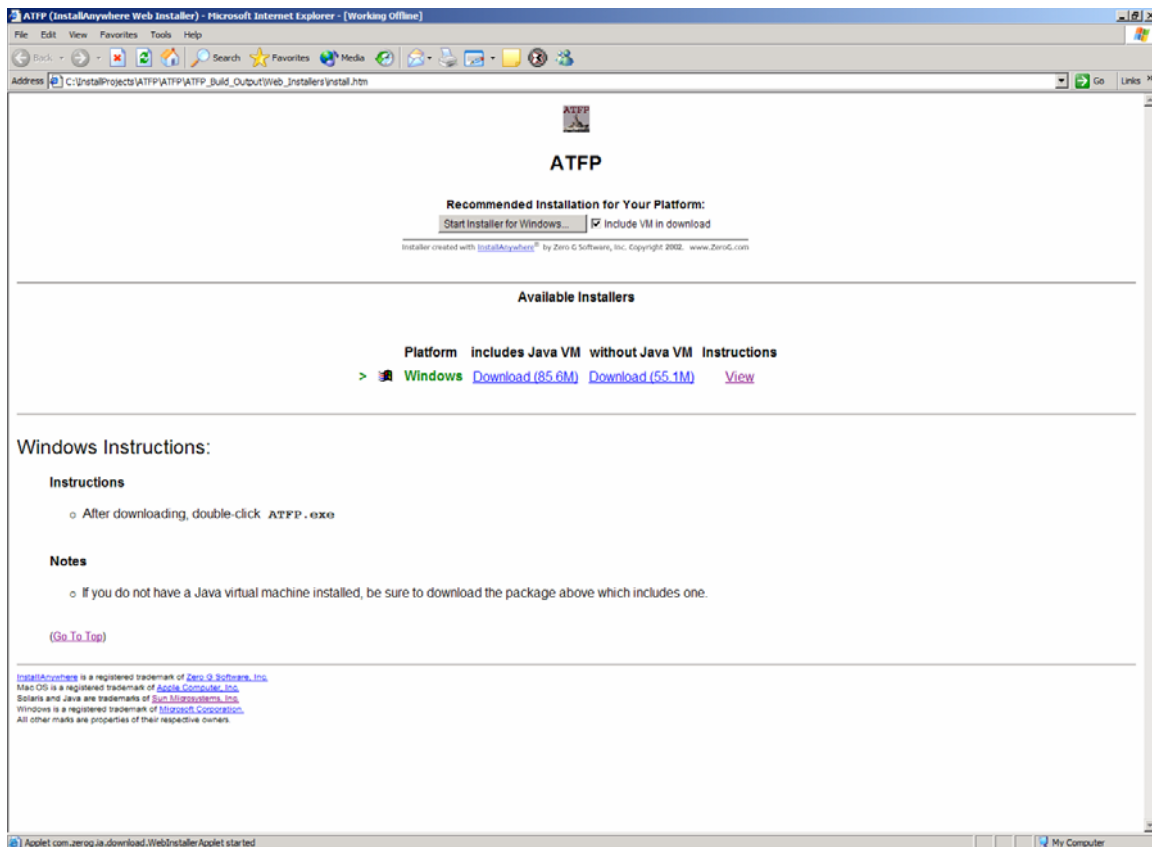 ATFP (InstallAnywhere Web Installer) - Microsoft Internet Explorer - [Working Offline]
File Edit View Favorites Tools Help
Back Search Favorites Media
Address C:\InstallProjects\ATFP\ATFP\ATFP_Build_Output\Web_Installers\install.htm Go Links »
ATFP
ATFP
Recommended Installation for Your Platform:
Start Installer for Windows... Include VM in download
Installer created with InstallAnywhere® by Zero G Software, Inc. Copyright 2002. www.ZeroG.com
Available Installers
Platform includes Java VM without Java VM Instructions
> Windows Download (85.6M) Download (55.1M) View
Windows Instructions:
Instructions
After downloading, double-click ATFP.exe
Notes
If you do not have a Java virtual machine installed, be sure to download the package above which includes one.
(Go To Top)
InstallAnywhere is a registered trademark of Zero G Software, Inc.
Mac OS is a registered trademark of Apple Computer, Inc.
Solaris and Java are trademarks of Sun Microsystems, Inc.
Windows is a registered trademark of Microsoft Corporation.
All other marks are properties of their respective owners.
Applet com.zerog.ia.download.WebInstallerApplet started My Computer